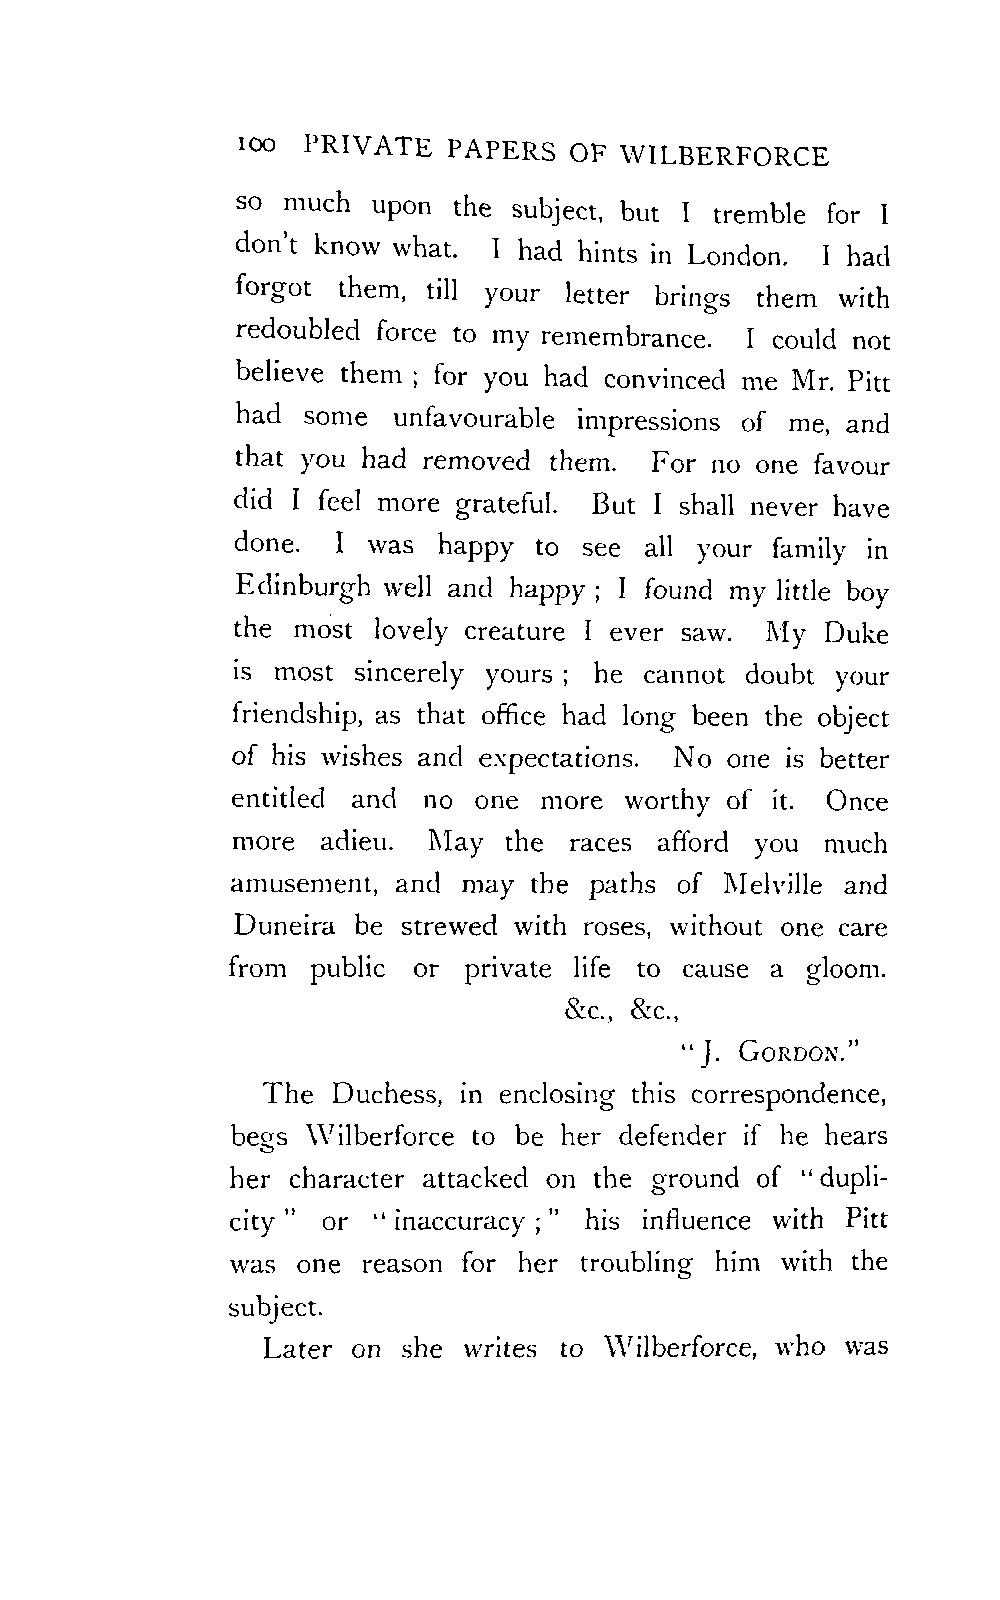 100 PRIVATE PAPERS OF WILBERFORCE
so much upon the subject, but I tremble for I
don't know what. I had hints in London. I had
forgot them, till your letter brings them with
redoubled force to my remembrance. I could not
believe them ; for you had convinced me Mr. Pitt
had some unfavourable impressions of me, and
that you had removed them. For no one favour
did I feel more grateful. But I shall never have
done. I was happy to see all your family in
Edinburgh well and happy ; I found my little boy
the most lovely creature I ever saw. My Duke
is most sincerely yours ; he cannot doubt your
friendship, as that office had long been the object
of his wishes and expectations. No one is better
entitled and no one more worthy of it. Once
more adieu. May the races afford you much
amusement, and may the paths of Melville and
Duneira be strewed with roses, without one care
from public or private life to cause a gloom.
&c., &c.,
"J. GORDON."
The Duchess, in enclosing this correspondence,
begs Wilberforce to be her defender if he hears
her character attacked on the ground of "dupli-
city" or "inaccuracy ;" his influence with Pitt
was one reason for her troubling him with the
subject.
Later on she writes to Wilberforce, who was